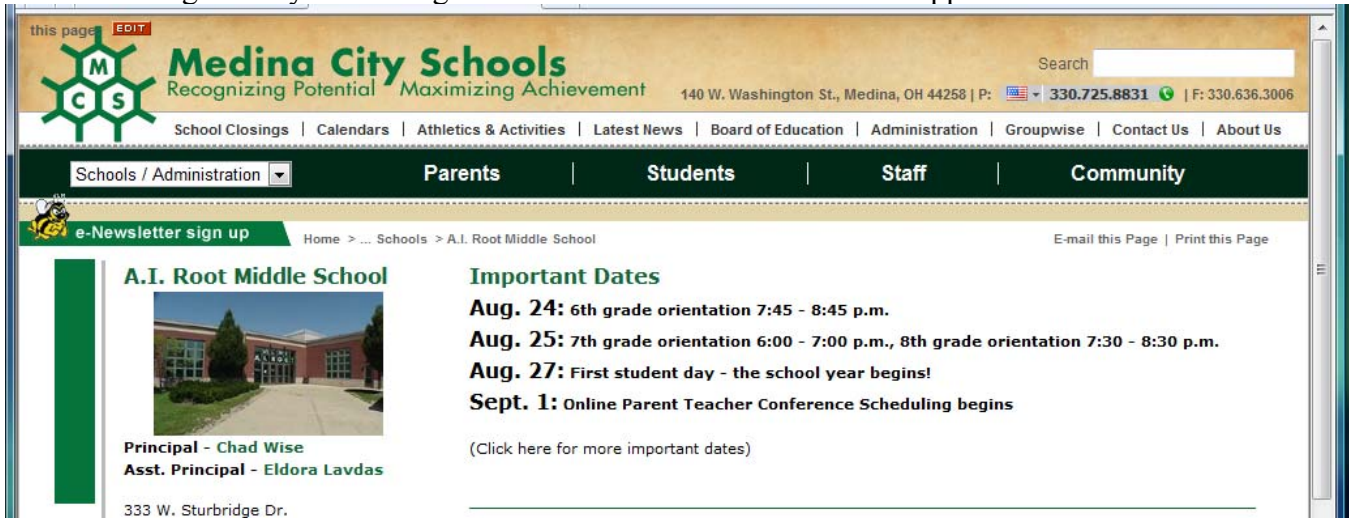 this page EDIT
M
C S
Medina City Schools
Recognizing Potential Maximizing Achievement
Search
140 W. Washington St., Medina, OH 44258 | P: 330.725.8831 | F: 330.636.3006
School Closings | Calendars | Athletics & Activities | Latest News | Board of Education | Administration | Groupwise | Contact Us | About Us
Schools / Administration Parents | Students | Staff | Community
e-Newsletter sign up Home > ... Schools > A.I. Root Middle School E-mail this Page | Print this Page
A.I. Root Middle School
Principal - Chad Wise
Asst. Principal - Eldora Lavdas
333 W. Sturbridge Dr.
Important Dates
Aug. 24: 6th grade orientation 7:45 - 8:45 p.m.
Aug. 25: 7th grade orientation 6:00 - 7:00 p.m., 8th grade orientation 7:30 - 8:30 p.m.
Aug. 27: First student day - the school year begins!
Sept. 1: Online Parent Teacher Conference Scheduling begins
(Click here for more important dates)